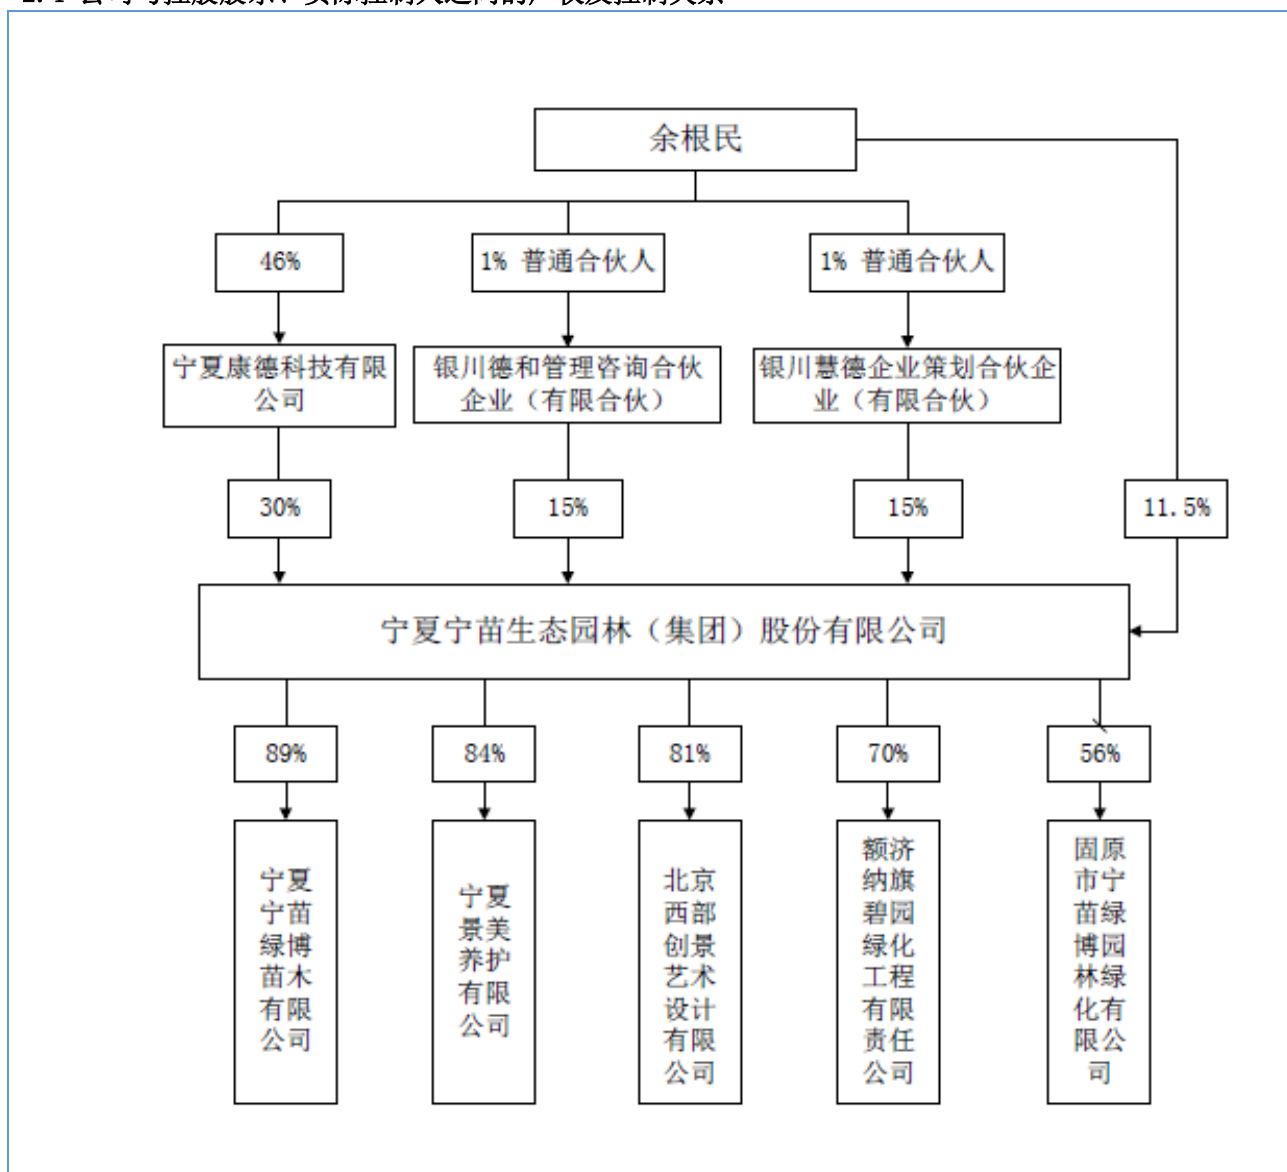 余根民
46%
1% 普通合伙人
1% 普通合伙人
宁夏康德科技有限
公司
银川德和管理咨询合伙
企业（有限合伙）
银川慧德企业策划合伙企
业（有限合伙）
30%
15%
15%
11.5%
宁夏宁苗生态园林（集团）股份有限公司
89%
84%
81%
70%
56%
宁夏
宁苗
绿博
苗木
有限
公司
宁夏
景美
养护
有限
公司
北京
西部
创景
艺术
设计
有限
公司
额济
纳旗
碧园
绿化
工程
有限
责任
公司
固原
市宁
苗绿
博园
林绿
化有
限公
司